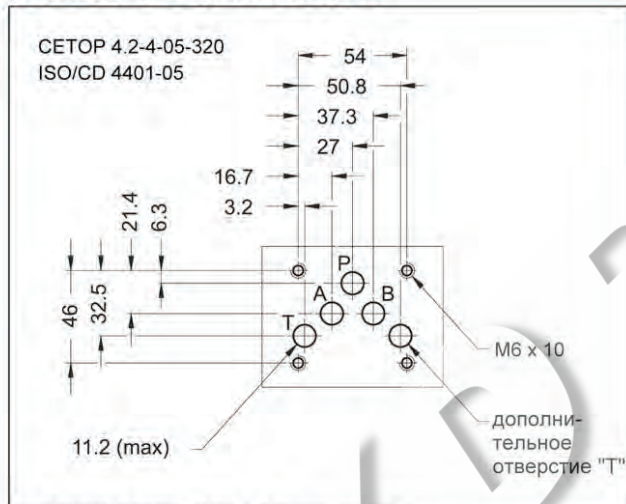 CETOP 4.2-4-05-320
ISO/CD 4401-05
54
50.8
37.3
27
16.7
3.2
21.4
6.3
46
32.5
P
A
B
T
M6 x 10
11.2 (max)
дополни-
тельное
отверстие "Т"